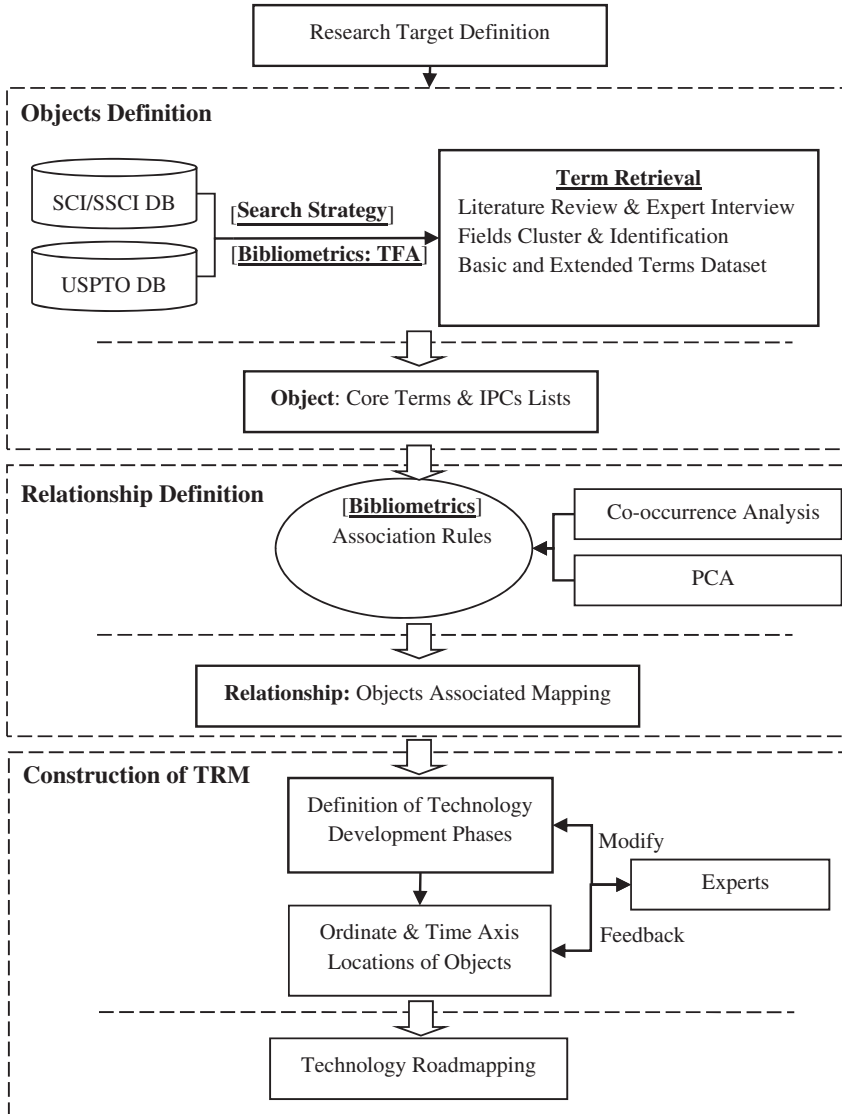 Research Target Definition
Objects Definition
SCI/SSCI DB
USPTO DB
[Search Strategy]
[Bibliometrics: TFA]
Term Retrieval
Literature Review & Expert Interview
Fields Cluster & Identification
Basic and Extended Terms Dataset
Object: Core Terms & IPCs Lists
Relationship Definition
[Bibliometrics]
Association Rules
Co-occurrence Analysis
PCA
Relationship: Objects Associated Mapping
Construction of TRM
Definition of Technology
Development Phases
Modify
Experts
Feedback
Ordinate & Time Axis
Locations of Objects
Technology Roadmapping